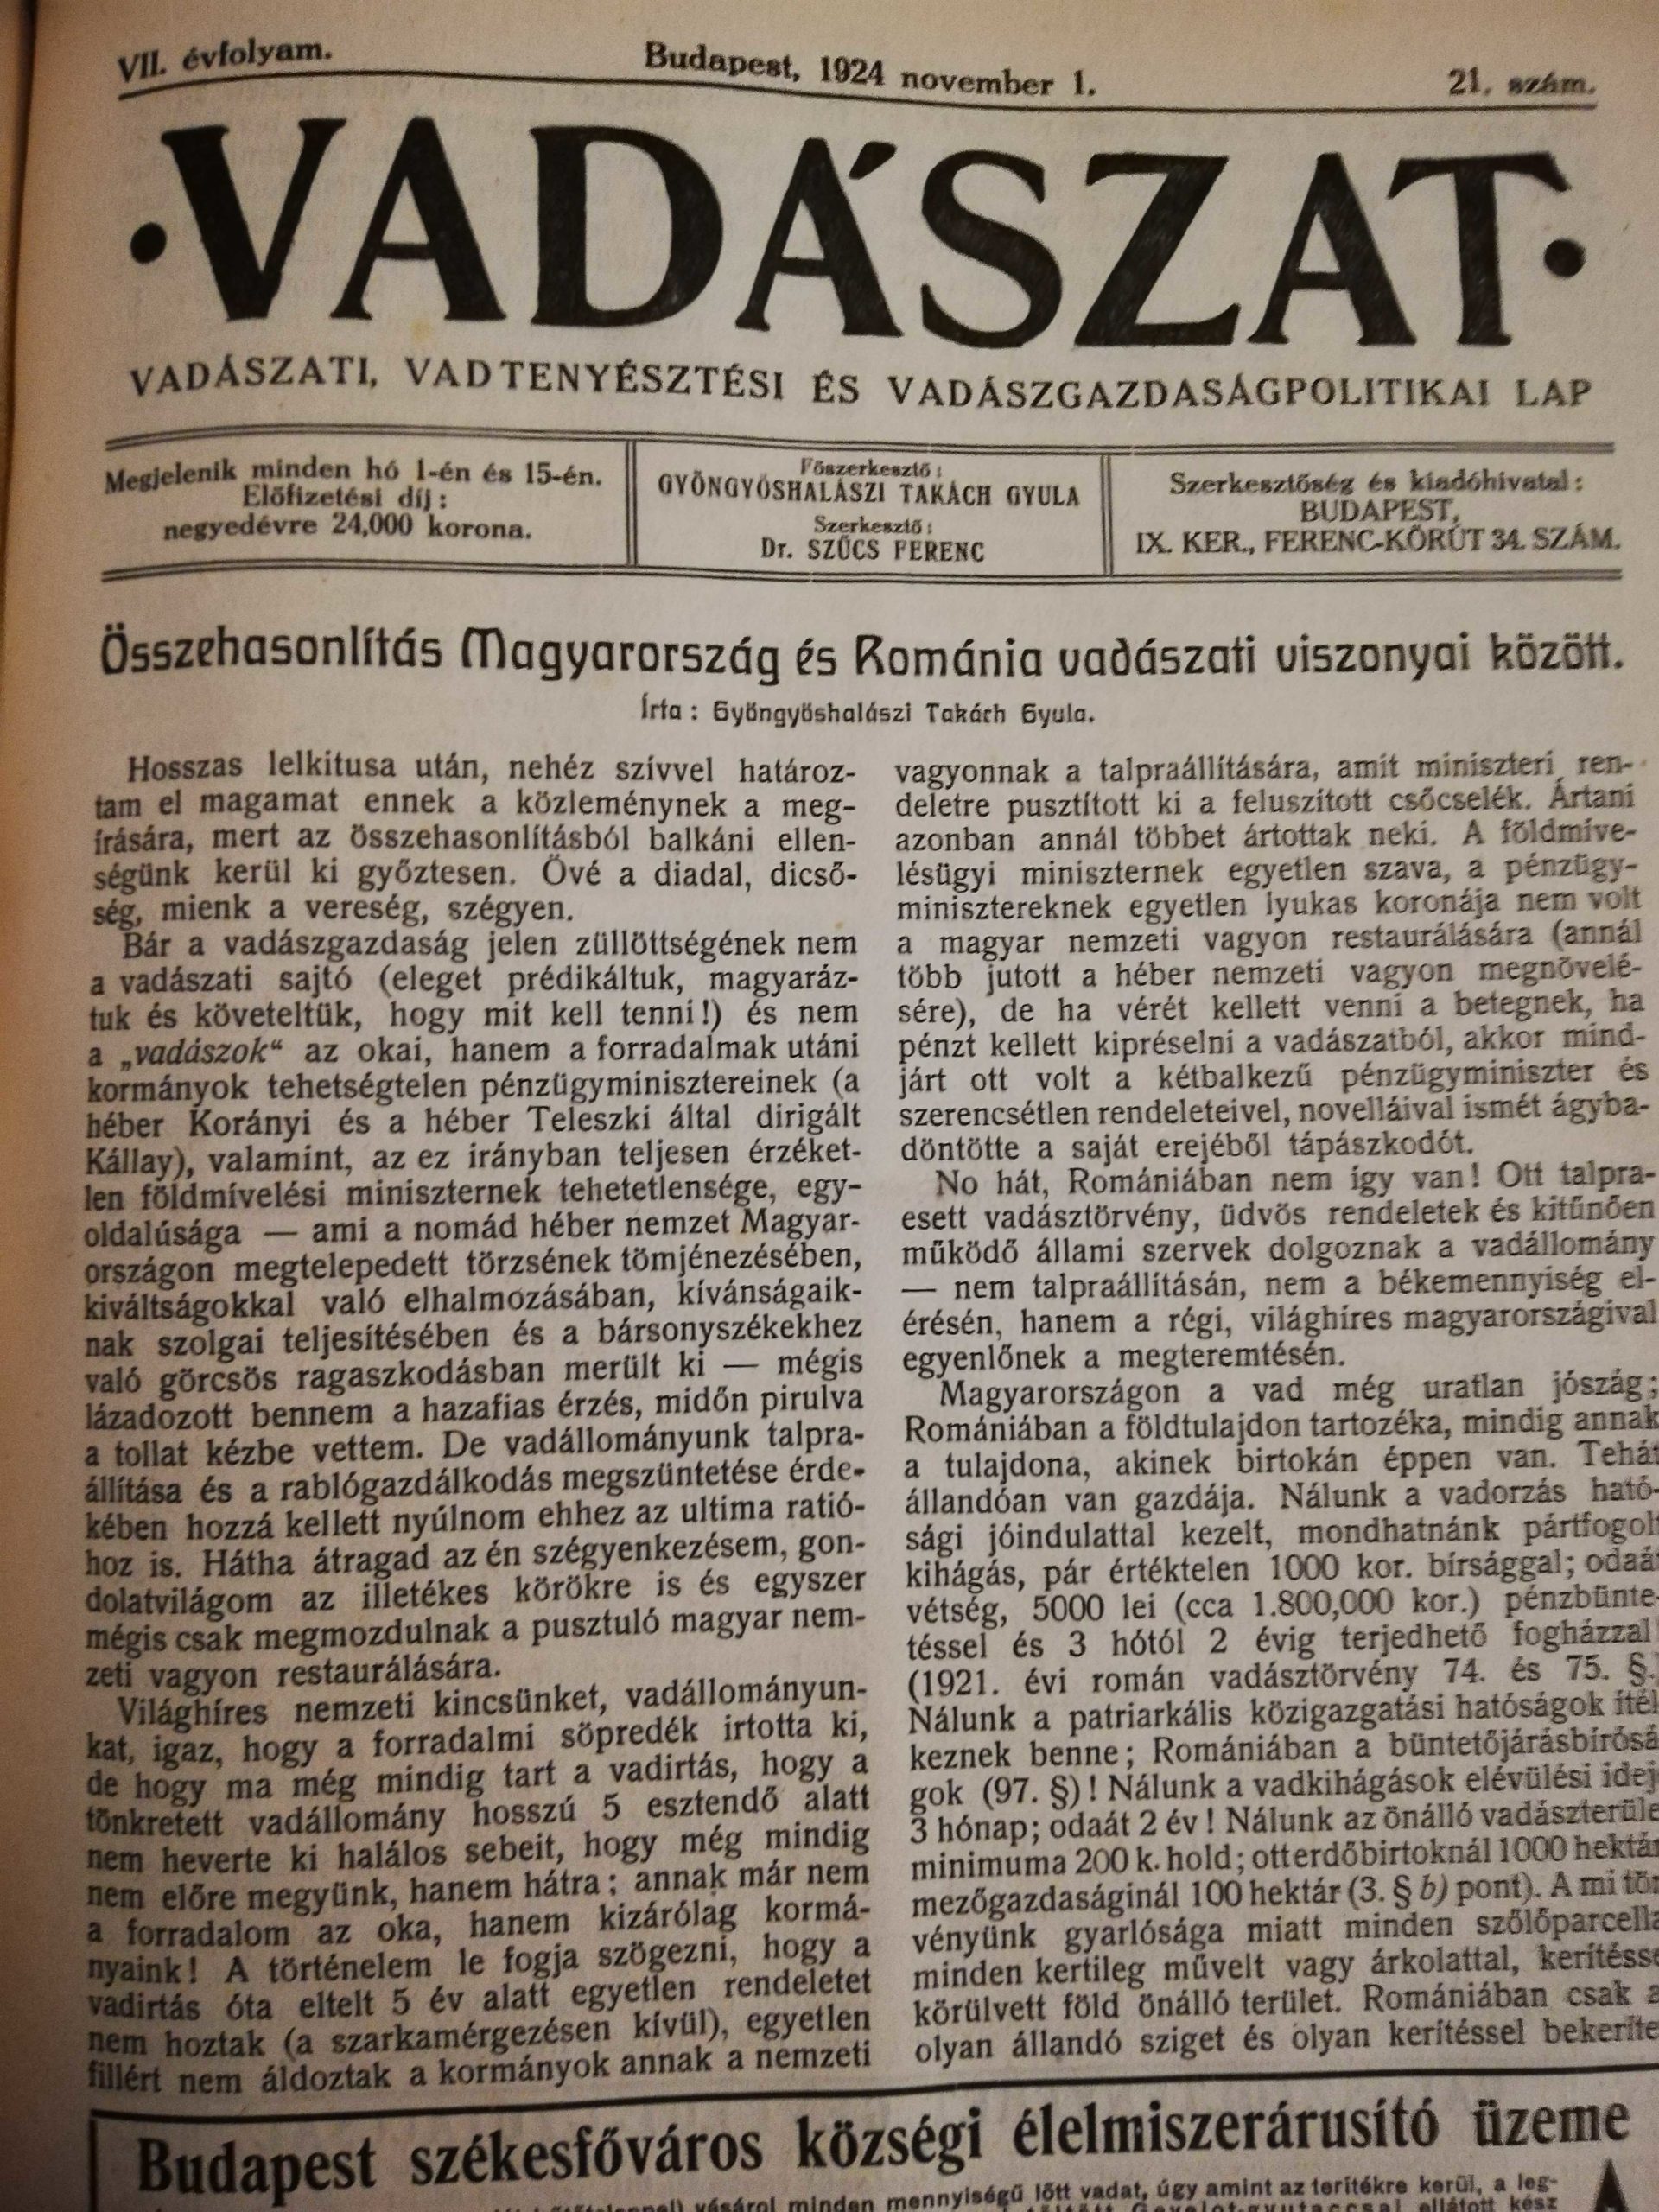 VII. évfolyam.
Budapest, 1924 november 1.
21. szám.
·VADÁSZAT·
VADÁSZATI, VADTENYÉSZTÉSI ÉS VADÁSZGAZDASÁGPOLITIKAI LAP
Megjelenik minden hó 1-én és 15-én.
Előfizetési díj:
negyedévre 24,000 korona.
Főszerkesztő:
GYÖNGYÖSHALÁSZI TAKÁCH GYULA
Szerkesztő:
Dr. SZŰCS FERENC
Szerkesztőség és kiadóhivatal:
BUDAPEST,
IX. KER., FERENC-KÖRÚT 34. SZÁM.
Összehasonlítás Magyarország és Románia vadászati viszonyai között.
Írta: Gyöngyöshalászi Takách Gyula.
Hosszas lelkitusa után, nehéz szívvel határoz-
tam el magamat ennek a közleménynek a meg-
írására, mert az összehasonlításból balkáni ellen-
ségünk kerül ki győztesen. Övé a diadal, dicső-
ség, mienk a vereség, szégyen.
Bár a vadászgazdaság jelen züllöttségének nem
a vadászati sajtó (eleget prédikáltuk, magyaráz-
tuk és követeltük, hogy mit kell tenni!) és nem
a „vadászok“ az okai, hanem a forradalmak utáni
kormányok tehetségtelen pénzügyminisztereinek (a
héber Korányi és a héber Teleszki által dirigált
Kállay), valamint, az ez irányban teljesen érzéket-
len földmívelési miniszternek tehetetlensége, egy-
oldalúsága — ami a nomád héber nemzet Magyar-
országon megtelepedett törzsének tömjénezésében,
kiváltságokkal való elhalmozásában, kívánságaik-
nak szolgai teljesítésében és a bársonyszékekhez
való görcsös ragaszkodásban merült ki — mégis
lázadozott bennem a hazafias érzés, midőn pirulva
a tollat kézbe vettem. De vadállományunk talpra-
állítása és a rablógazdálkodás megszüntetése érde-
kében hozzá kellett nyúlnom ehhez az ultima ratió-
hoz is. Hátha átragad az én szégyenkezésem, gon-
dolatvilágom az illetékes körökre is és egyszer
mégis csak megmozdulnak a pusztuló magyar nem-
zeti vagyon restaurálására.
Világhíres nemzeti kincsünket, vadállományun-
kat, igaz, hogy a forradalmi söpredék irtotta ki,
de hogy ma még mindig tart a vadirtás, hogy a
tönkretett vadállomány hosszú 5 esztendő alatt
nem heverte ki halálos sebeit, hogy még mindig
nem előre megyünk, hanem hátra; annak már nem
a forradalom az oka, hanem kizárólag kormá-
nyaink! A történelem le fogja szögezni, hogy a
vadirtás óta eltelt 5 év alatt egyetlen rendeletet
nem hoztak (a szarkamérgezésen kívül), egyetlen
fillért nem áldoztak a kormányok annak a nemzeti
vagyonnak a talpraállítására, amit miniszteri ren-
deletre pusztított ki a feluszitott csőcselék. Ártani
azonban annál többet ártottak neki. A földmíve-
lésügyi miniszternek egyetlen szava, a pénzügy-
minisztereknek egyetlen lyukas koronája nem volt
a magyar nemzeti vagyon restaurálására (annál
több jutott a héber nemzeti vagyon megnövelé-
sére), de ha vérét kellett venni a betegnek, ha
pénzt kellett kipréselni a vadászatból, akkor mind-
járt ott volt a kétbalkezű pénzügyminiszter és
szerencsétlen rendeleteivel, novelláival ismét ágyba-
döntötte a saját erejéből tápászkodót.
No hát, Romániában nem így van! Ott talpra-
esett vadásztörvény, üdvös rendeletek és kitűnően
működő állami szervek dolgoznak a vadállomány
— nem talpraállításán, nem a békemennyiség el-
érésén, hanem a régi, világhíres magyarországival
egyenlőnek a megteremtésén.
Magyarországon a vad még uratlan jószág;
Romániában a földtulajdon tartozéka, mindig annak
a tulajdona, akinek birtokán éppen van. Tehát
állandóan van gazdája. Nálunk a vadorzás ható-
sági jóindulattal kezelt, mondhatnánk pártfogolt
kihágás, pár értéktelen 1000 kor. bírsággal; odaát
vétség, 5000 lei (cca 1.800,000 kor.) pénzbünte-
téssel és 3 hótól 2 évig terjedhető fogházzal
(1921. évi román vadásztörvény 74. és 75. §.)
Nálunk a patriarkális közigazgatási hatóságok ítél-
keznek benne; Romániában a büntetőjárásbírósá
gok (97. §)! Nálunk a vadkihágások elévülési idej
3 hónap; odaát 2 év! Nálunk az önálló vadászterüle
minimuma 200 k. hold; otterdőbirtoknál 1000 hektár
mezőgazdaságinál 100 hektár (3. § b) pont). A mi tör
vényünk gyarlósága miatt minden szőlőparcella
minden kertileg művelt vagy árkolattal, kerítésse
körülvett föld önálló terület. Romániában csak a
olyan állandó sziget és olyan kerítéssel bekeríte
Budapest székesfőváros községi élelmiszerárusító üzeme
vásárol minden mennyiségű lőtt vadat, úgy amint az terítékre kerül, a leg-
ellátott kész